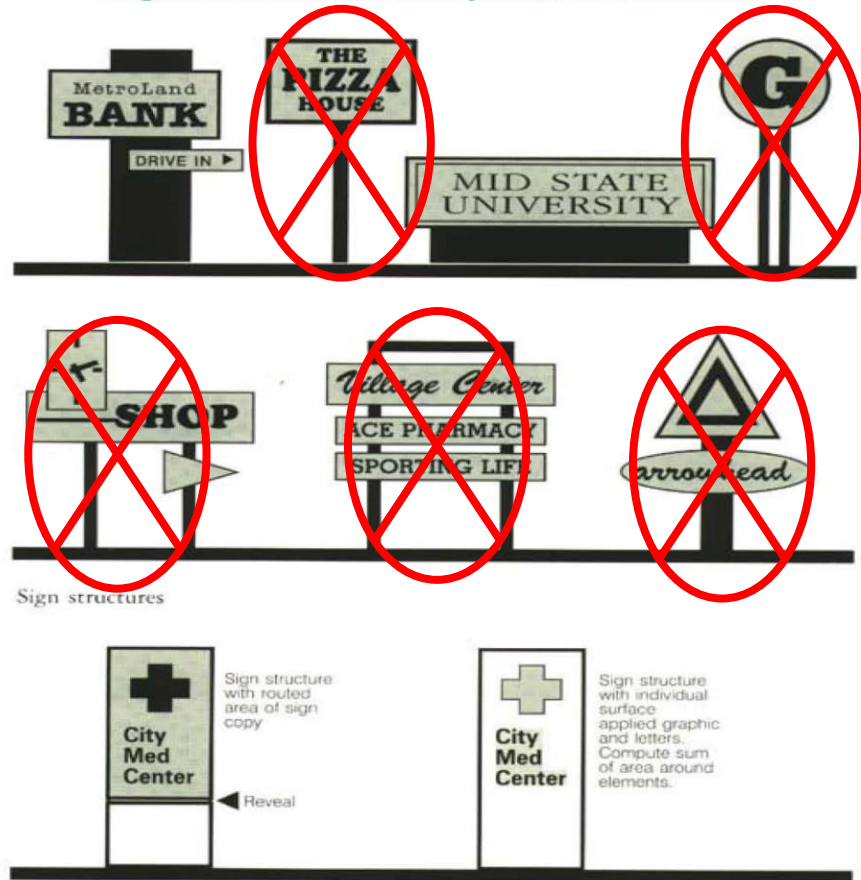 MetroLand
BANK
DRIVE IN
THE
PIZZA
HOUSE
MID STATE
UNIVERSITY
G
SHOP
Village Center
ACE PHARMACY
SPORTING LIFE
arrowhead
Sign structures
City
Med
Center
Reveal
Sign structure
with routed
area of sign
copy
City
Med
Center
Sign structure
with individual
surface
applied graphic
and letters.
Compute sum
of area around
elements.